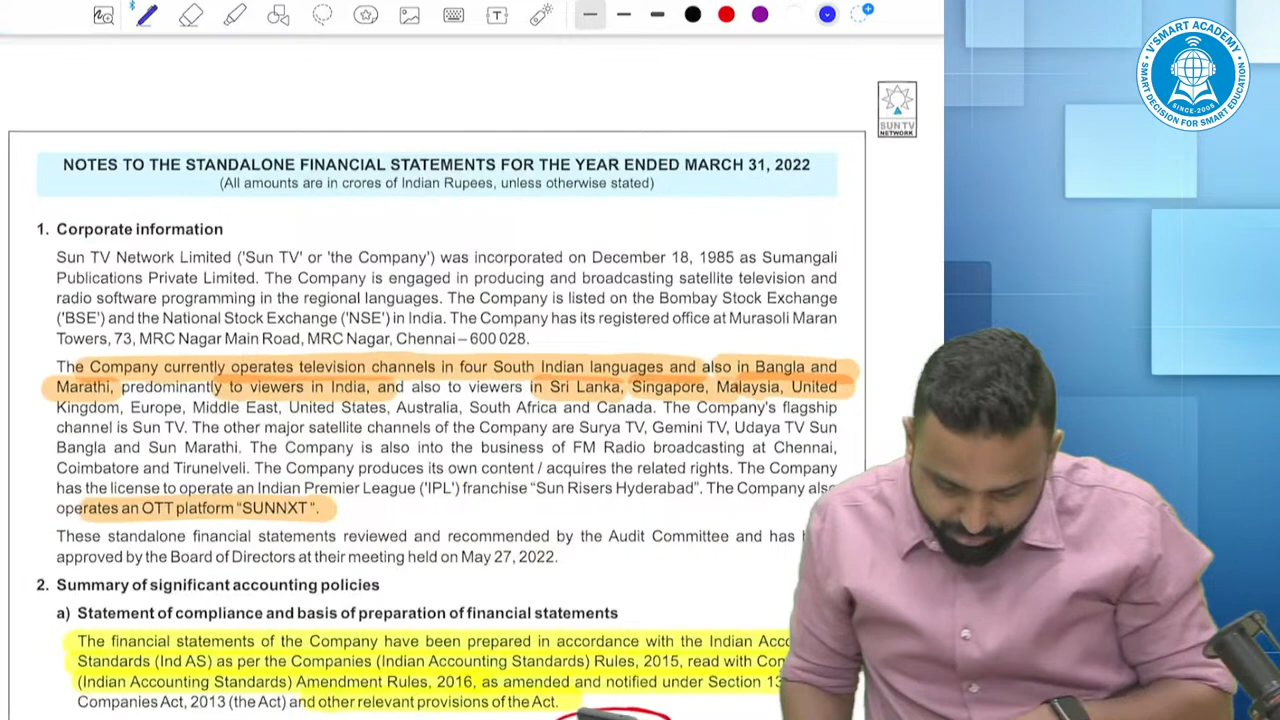 V'SMART ACADEMY
SMART DECISION FOR SMART EDUCATION
SINCE-2005
SUN TV
NETWORK
NOTES TO THE STANDALONE FINANCIAL STATEMENTS FOR THE YEAR ENDED MARCH 31, 2022
(All amounts are in crores of Indian Rupees, unless otherwise stated)
1. Corporate information
Sun TV Network Limited ('Sun TV' or 'the Company') was incorporated on December 18, 1985 as Sumangali
Publications Private Limited. The Company is engaged in producing and broadcasting satellite television and
radio software programming in the regional languages. The Company is listed on the Bombay Stock Exchange
('BSE') and the National Stock Exchange ('NSE') in India. The Company has its registered office at Murasoli Maran
Towers, 73, MRC Nagar Main Road, MRC Nagar, Chennai – 600 028.
The Company currently operates television channels in four South Indian languages and also in Bangla and
Marathi, predominantly to viewers in India, and also to viewers in Sri Lanka, Singapore, Malaysia, United
Kingdom, Europe, Middle East, United States, Australia, South Africa and Canada. The Company's flagship
channel is Sun TV. The other major satellite channels of the Company are Surya TV, Gemini TV, Udaya TV Sun
Bangla and Sun Marathi. The Company is also into the business of FM Radio broadcasting at Chennai,
Coimbatore and Tirunelveli. The Company produces its own content / acquires the related rights. The Company
has the license to operate an Indian Premier League ('IPL') franchise “Sun Risers Hyderabad”. The Company also
operates an OTT platform “SUNNXT ”.
These standalone financial statements reviewed and recommended by the Audit Committee and has
approved by the Board of Directors at their meeting held on May 27, 2022.
2. Summary of significant accounting policies
a) Statement of compliance and basis of preparation of financial statements
The financial statements of the Company have been prepared in accordance with the Indian
Standards (Ind AS) as per the Companies (Indian Accounting Standards) Rules, 2015, read with
(Indian Accounting Standards) Amendment Rules, 2016, as amended and notified under Section
Companies Act, 2013 (the Act) and other relevant provisions of the Act.